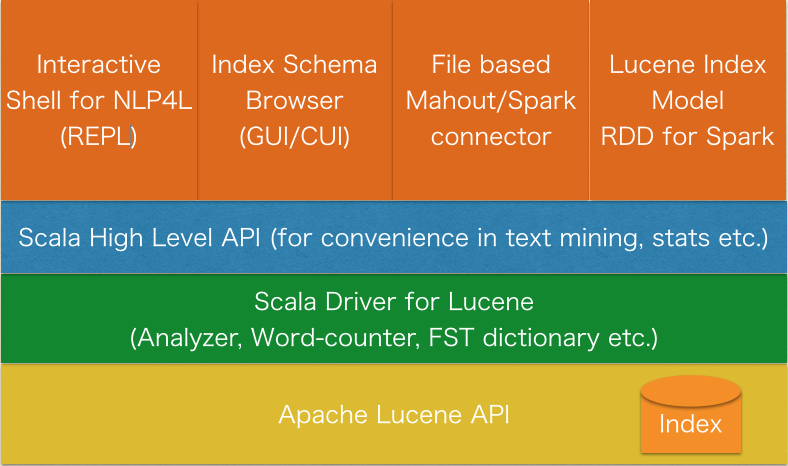 Interactive
Shell for NLP4L
(REPL)
Index Schema
Browser
(GUI/CUI)
File based
Mahout/Spark
connector
Lucene Index
Model
RDD for Spark
Scala High Level API (for convenience in text mining, stats etc.)
Scala Driver for Lucene
(Analyzer, Word-counter, FST dictionary etc.)
Apache Lucene API
Index